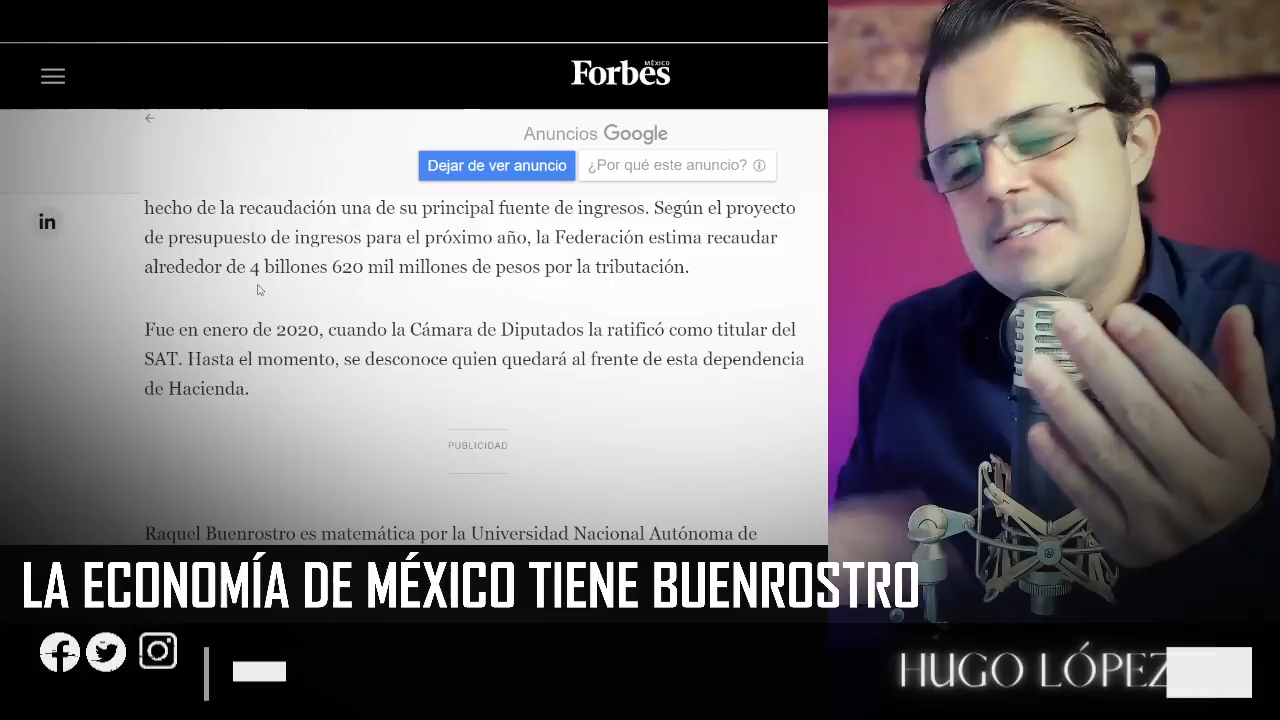 Forbes
MÉXICO
Anuncios Google
Dejar de ver anuncio
¿Por qué este anuncio?
in
hecho de la recaudación una de su principal fuente de ingresos. Según el proyecto
de presupuesto de ingresos para el próximo año, la Federación estima recaudar
alrededor de 4 billones 620 mil millones de pesos por la tributación.
Fue en enero de 2020, cuando la Cámara de Diputados la ratificó como titular del
SAT. Hasta el momento, se desconoce quien quedará al frente de esta dependencia
de Hacienda.
PUBLICIDAD
Raquel Buenrostro es matemática por la Universidad Nacional Autónoma de
LA ECONOMÍA DE MÉXICO TIENE BUENROSTRO
HUGO LÓPEZ